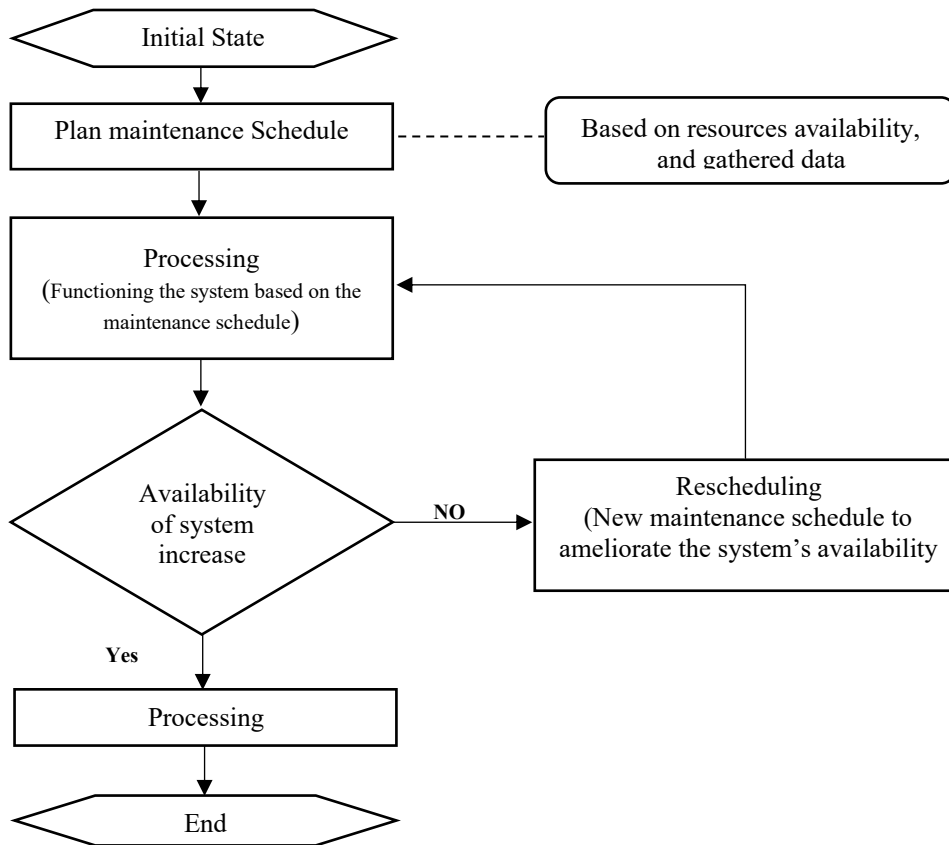 Initial State
Plan maintenance Schedule
Based on resources availability,
and gathered data
Processing
(Functioning the system based on the
maintenance schedule)
Availability
of system
increase
NO
Rescheduling
(New maintenance schedule to
ameliorate the system’s availability
Yes
Processing
End